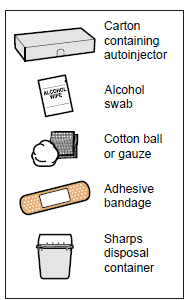 Carton
containing
autoinjector
ALCOHOL
WIPE
Alcohol
swab
Cotton ball
or gauze
Adhesive
bandage
Sharps
disposal
container